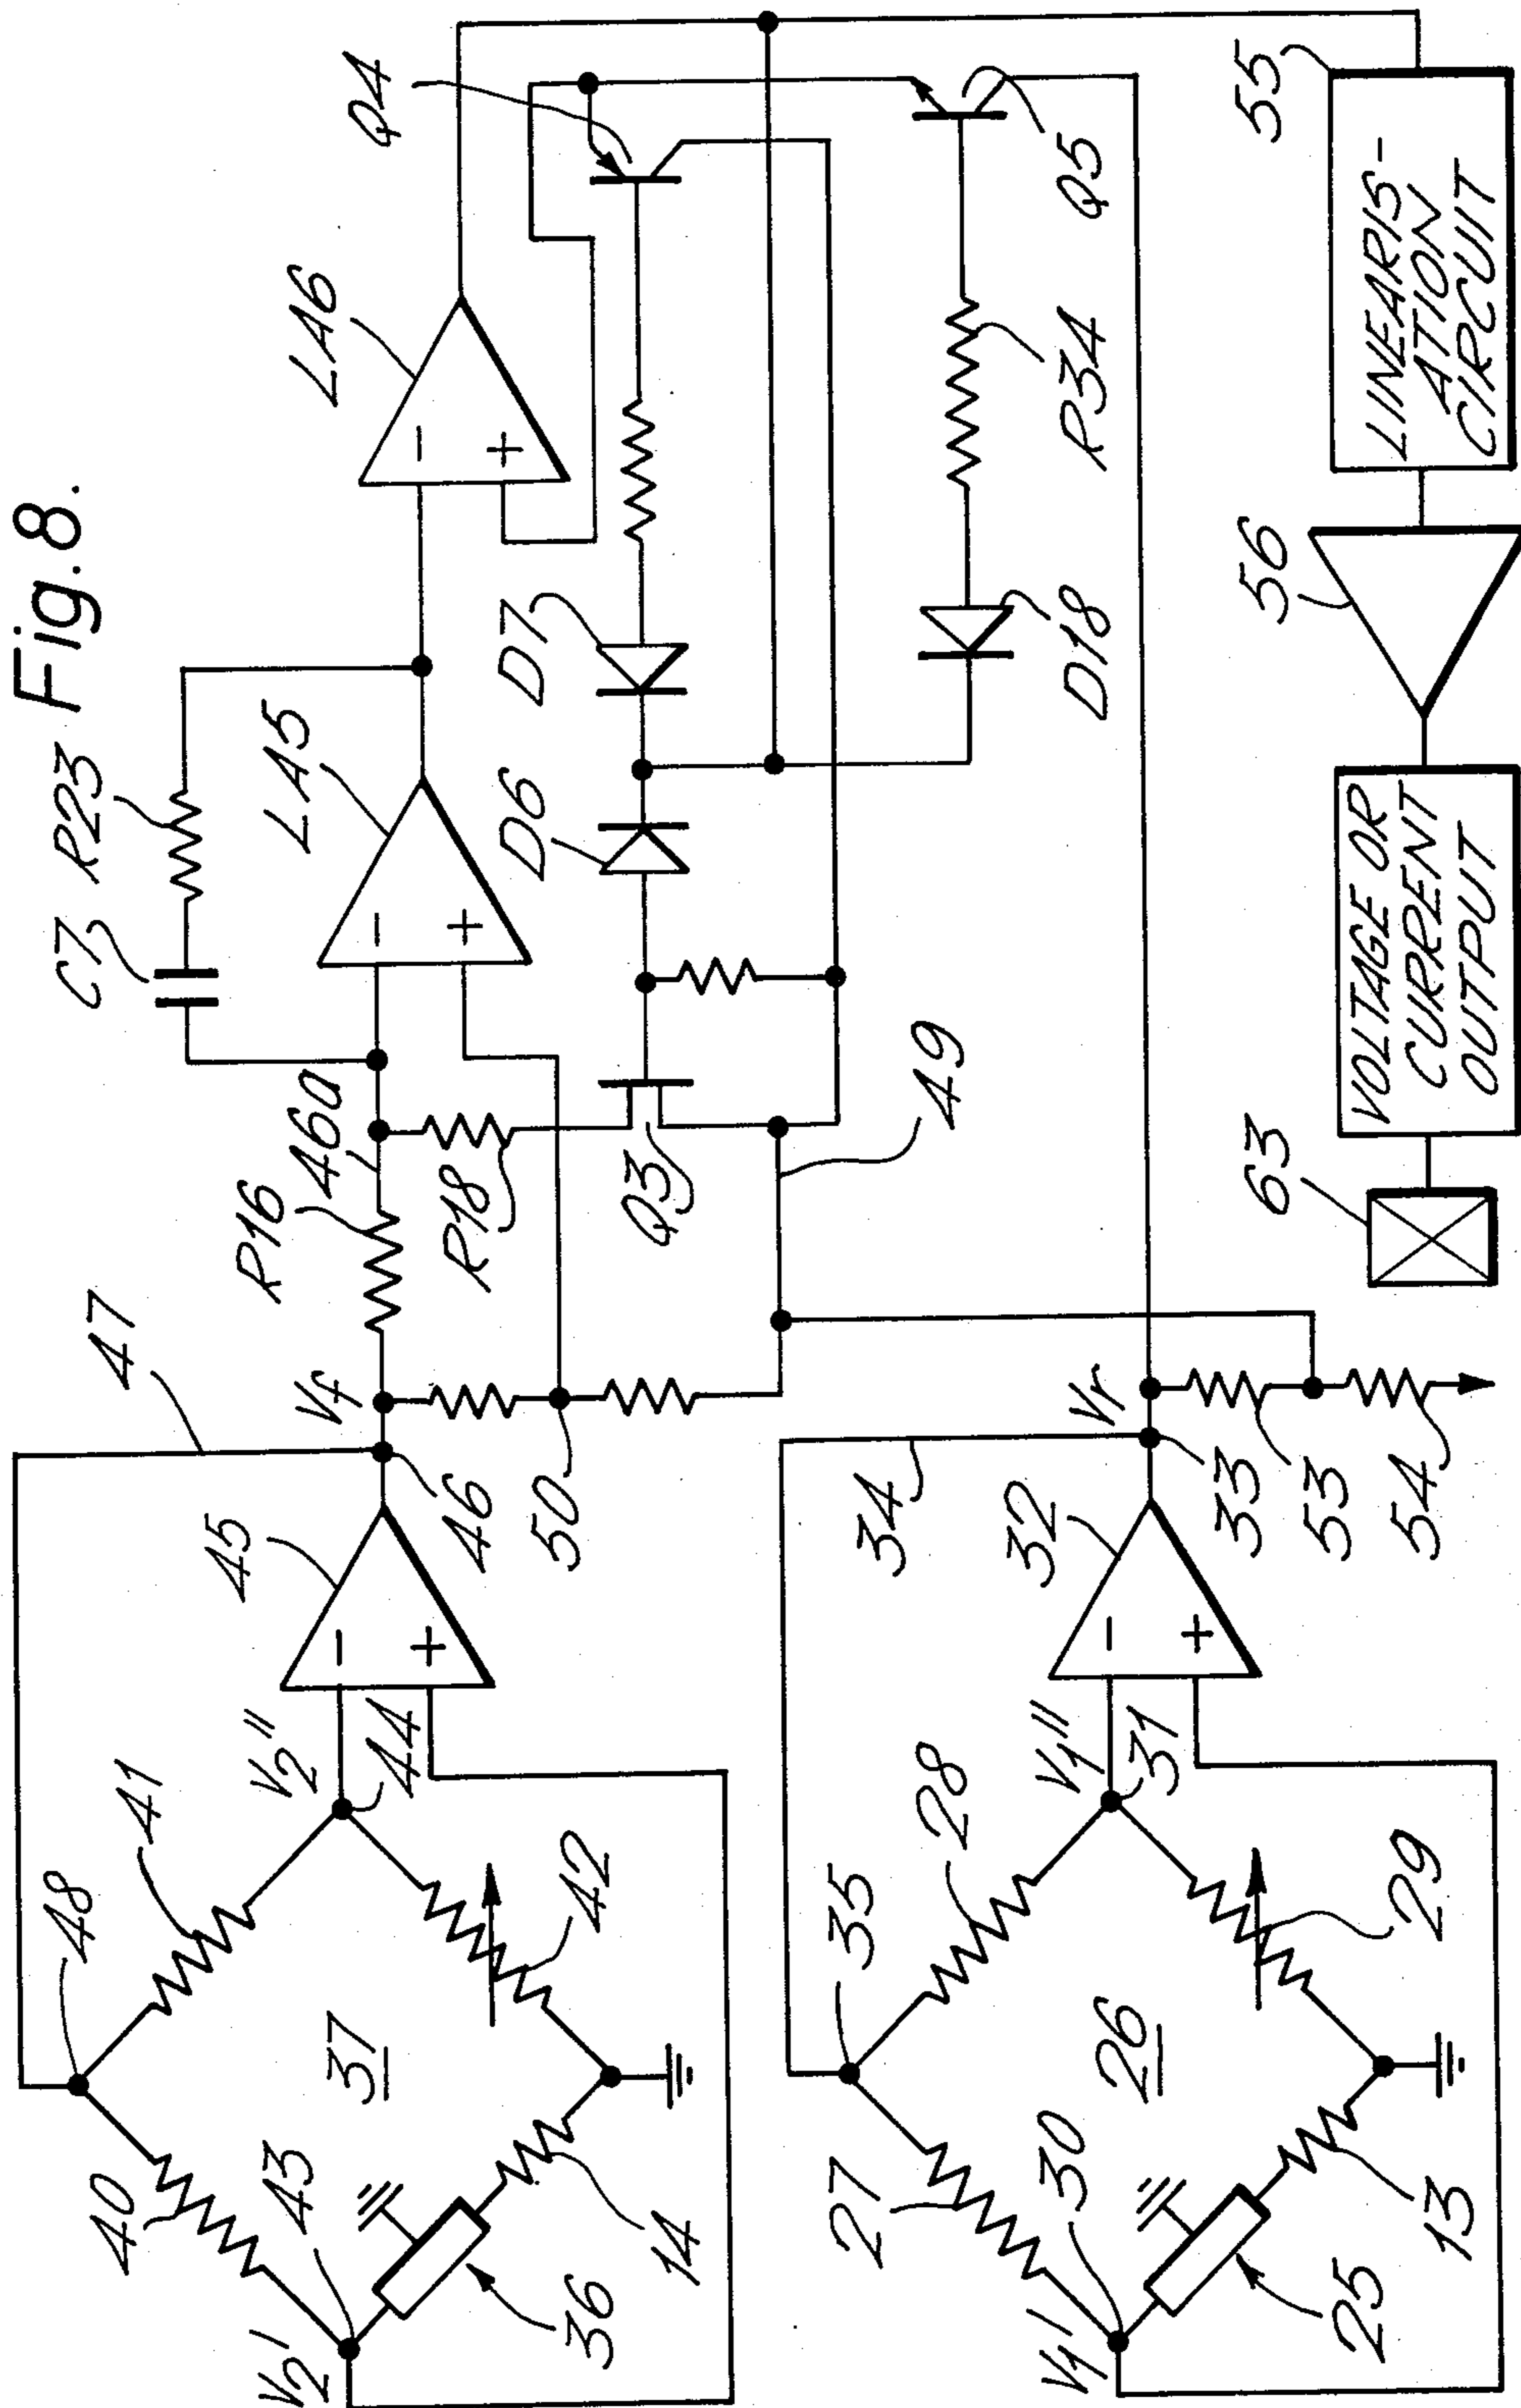 Fig.8.
47
C7
R23
LA5
LA6
Q4
Vf
R16
46a
48
41
V2''
44
45
46
50
R18
Q3
D6
D7
40
37
42
43
V2'
36
14
49
D18
R34
Q5
34
Vr
35
28
V1''
31
32
33
53
54
27
26
29
30
V1'
25
13
63
VOLTAGE OR
CURRENT
OUTPUT
56
LINEARIS-
ATION
CIRCUIT
55